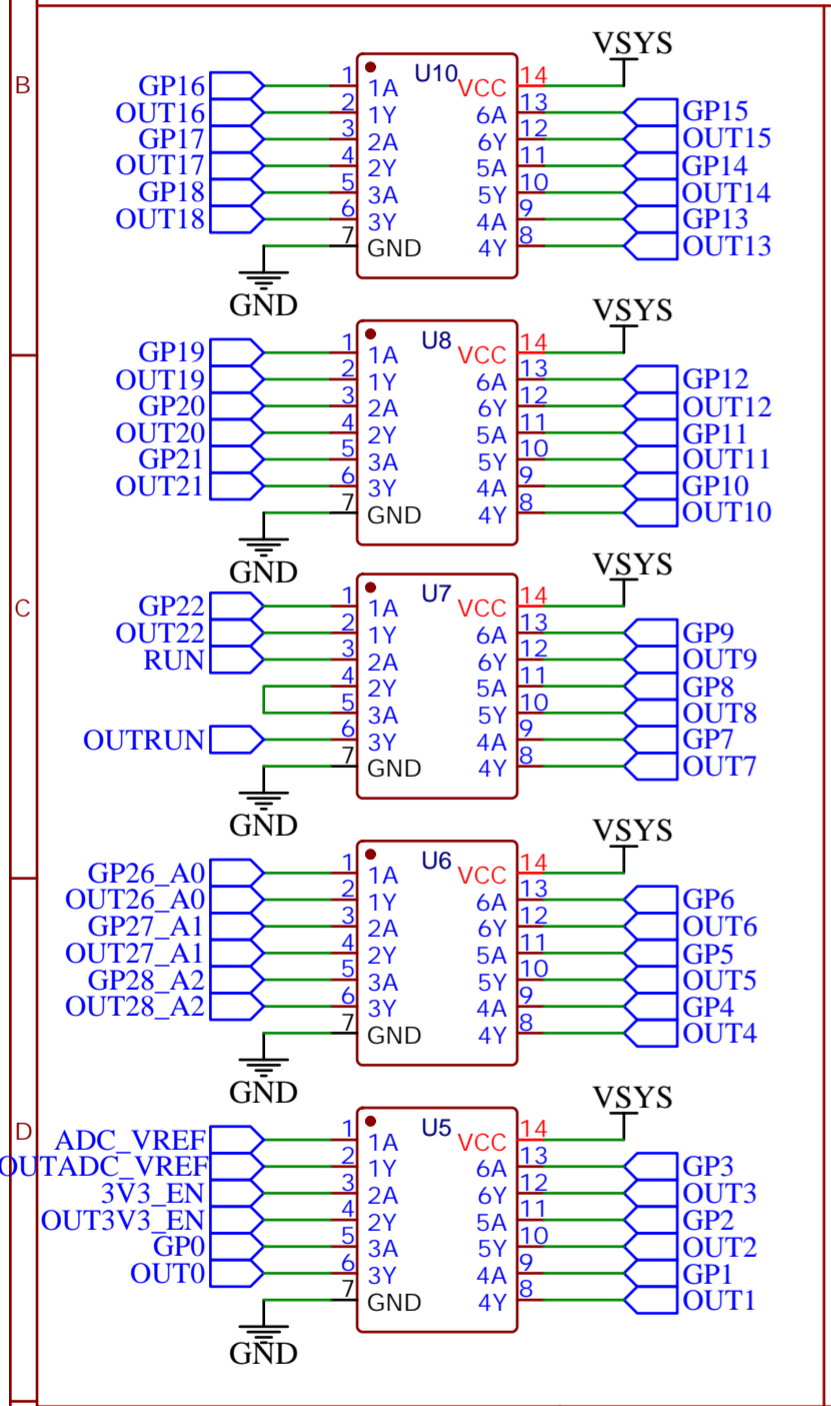 B
VSYS
U10
GP16 1 1A VCC 14
OUT16 2 1Y 6A 13 GP15
GP17 3 2A 6Y 12 OUT15
OUT17 4 2Y 5A 11 GP14
GP18 5 3A 5Y 10 OUT14
OUT18 6 3Y 4A 9 GP13
7 GND 4Y 8 OUT13
GND
VSYS
U8
GP19 1 1A VCC 14
OUT19 2 1Y 6A 13 GP12
GP20 3 2A 6Y 12 OUT12
OUT20 4 2Y 5A 11 GP11
GP21 5 3A 5Y 10 OUT11
OUT21 6 3Y 4A 9 GP10
7 GND 4Y 8 OUT10
GND
VSYS
C
U7
GP22 1 1A VCC 14
OUT22 2 1Y 6A 13 GP9
RUN 3 2A 6Y 12 OUT9
4 2Y 5A 11 GP8
5 3A 5Y 10 OUT8
OUTRUN 6 3Y 4A 9 GP7
7 GND 4Y 8 OUT7
GND
VSYS
U6
GP26_A0 1 1A VCC 14
OUT26_A0 2 1Y 6A 13 GP6
GP27_A1 3 2A 6Y 12 OUT6
OUT27_A1 4 2Y 5A 11 GP5
GP28_A2 5 3A 5Y 10 OUT5
OUT28_A2 6 3Y 4A 9 GP4
7 GND 4Y 8 OUT4
GND
VSYS
D
U5
ADC_VREF 1 1A VCC 14
OUTADC_VREF 2 1Y 6A 13 GP3
3V3_EN 3 2A 6Y 12 OUT3
OUT3V3_EN 4 2Y 5A 11 GP2
GP0 5 3A 5Y 10 OUT2
OUT0 6 3Y 4A 9 GP1
7 GND 4Y 8 OUT1
GND